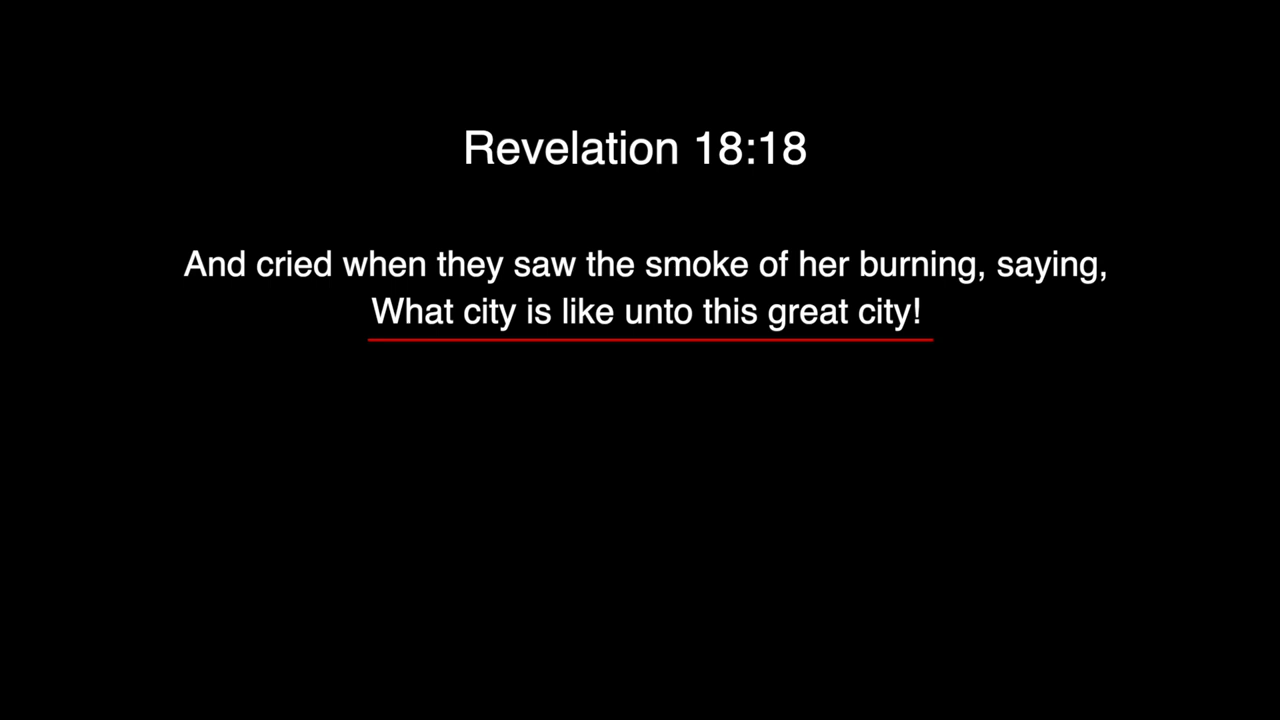 Revelation 18:18
And cried when they saw the smoke of her burning, saying,
What city is like unto this great city!